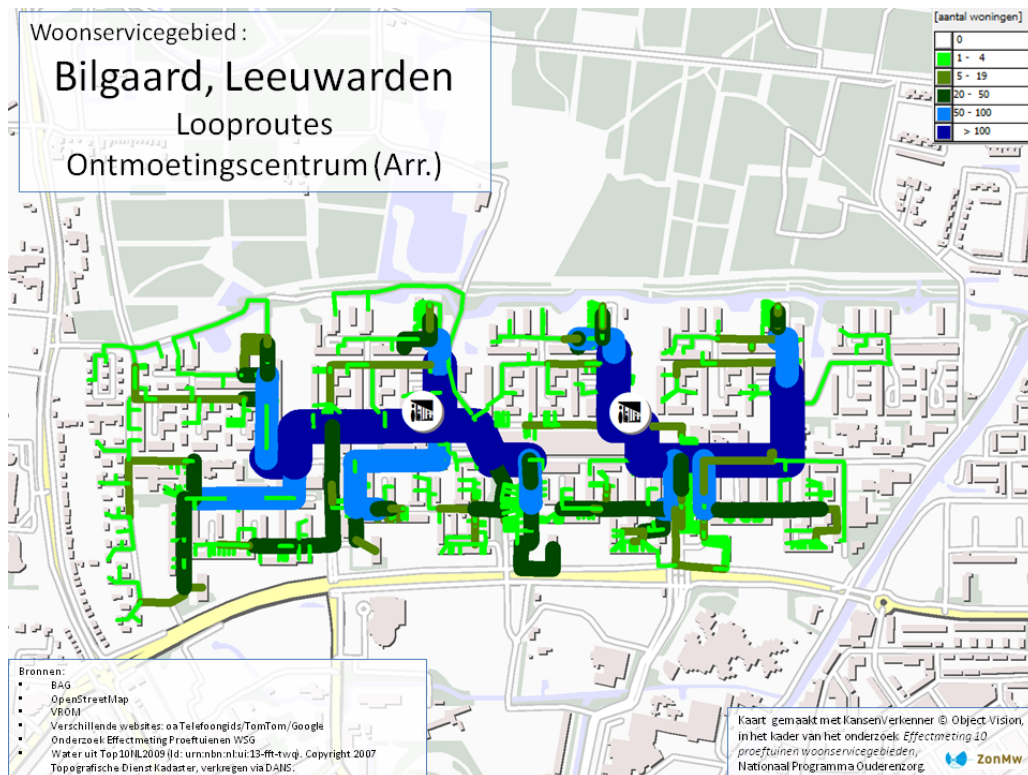 Woonservicegebied :
Bilgaard, Leeuwarden
Looproutes
Ontmoetingscentrum (Arr.)
[aantal woningen]
0
1 - 4
5 - 19
20 - 50
50 - 100
> 100
Bronnen:
▪ BAG
▪ OpenStreetMap
▪ VROM
▪ Verschillende websites: oa Telefoongids/TomTom/Google
▪ Onderzoek Effectmeting Proeftuinen WSG
▪ Water uit Top10NL2009 (Id: urn:nbn:nl:ui:13-fft-twq). Copyright 2007
Topografische Dienst Kadaster, verkregen via DANS.
Kaart gemaakt met KansenVerkenner © Object Vision,
in het kader van het onderzoek Effectmeting 10
proeftuinen woonservicegebieden,
Nationaal Programma Ouderenzorg.
ZonMw